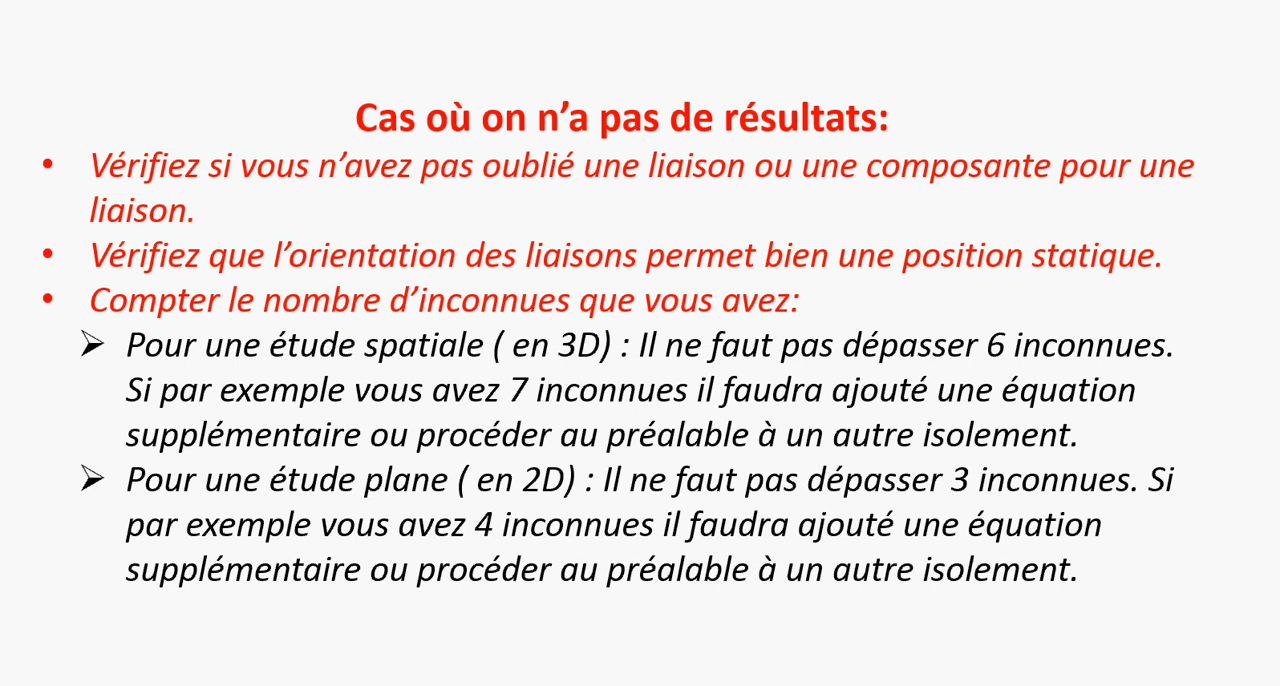 Cas où on n’a pas de résultats:
• Vérifiez si vous n’avez pas oublié une liaison ou une composante pour une
liaison.
• Vérifiez que l’orientation des liaisons permet bien une position statique.
• Compter le nombre d’inconnues que vous avez:
➢ Pour une étude spatiale ( en 3D) : Il ne faut pas dépasser 6 inconnues.
Si par exemple vous avez 7 inconnues il faudra ajouté une équation
supplémentaire ou procéder au préalable à un autre isolement.
➢ Pour une étude plane ( en 2D) : Il ne faut pas dépasser 3 inconnues. Si
par exemple vous avez 4 inconnues il faudra ajouté une équation
supplémentaire ou procéder au préalable à un autre isolement.